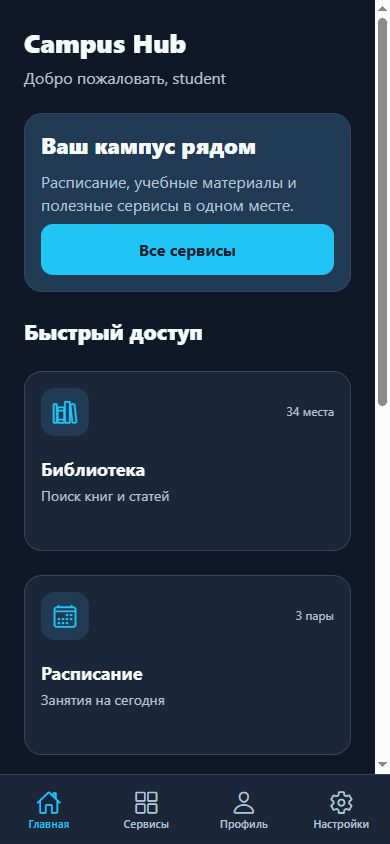 Campus Hub
Добро пожаловать, student
Ваш кампус рядом
Расписание, учебные материалы и
полезные сервисы в одном месте.
Все сервисы
Быстрый доступ
34 места
Библиотека
Поиск книг и статей
3 пары
Расписание
Занятия на сегодня
Главная
Сервисы
Профиль
Настройки